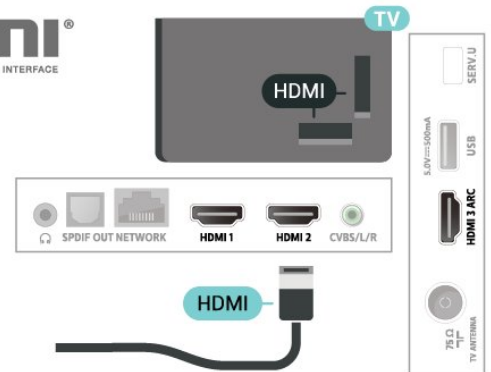 ®
INTERFACE
TV
HDMI
SPDIF OUT NETWORK HDMI 1 HDMI 2 CVBS/L/R
HDMI
SERV.U
5.0V⎓500mA
USB
HDMI 3 ARC
75 Ω
TV ANTENNA